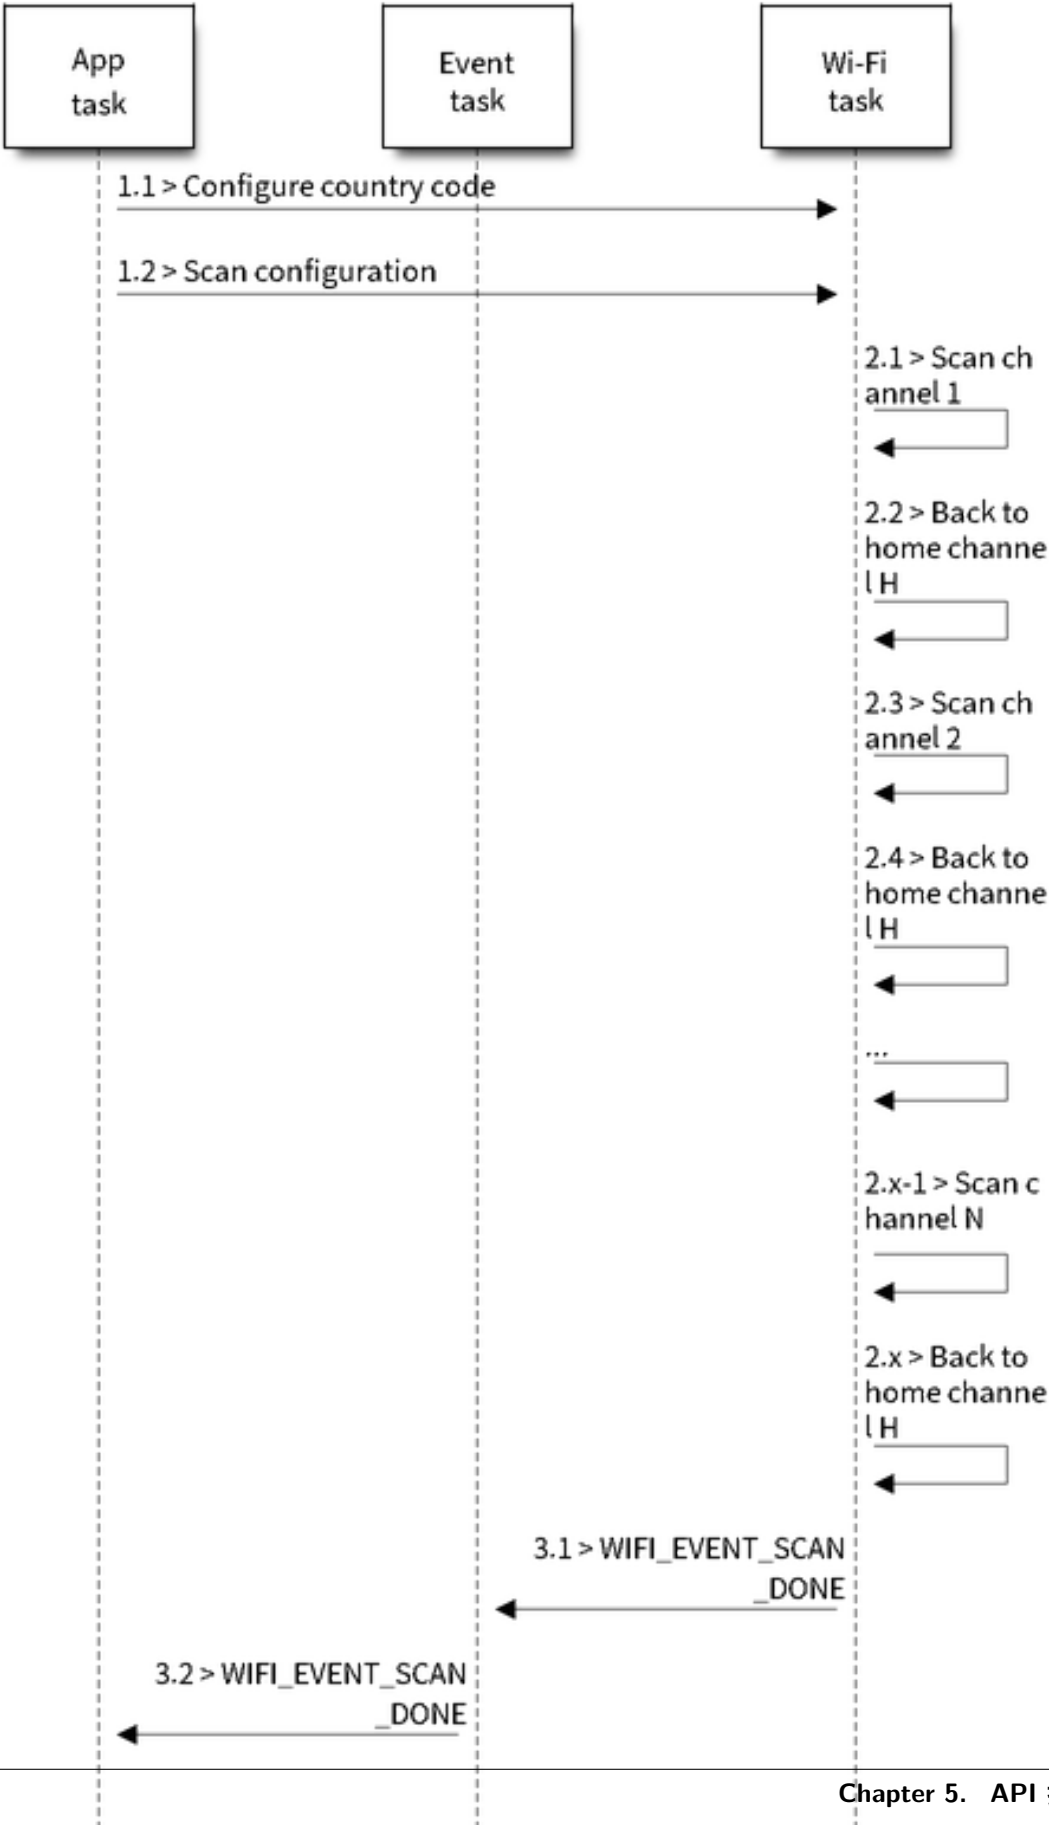 App
task
Event
task
Wi-Fi
task
1.1 > Configure country code
1.2 > Scan configuration
2.1 > Scan ch
annel 1
2.2 > Back to
home channe
l H
2.3 > Scan ch
annel 2
2.4 > Back to
home channe
l H
...
2.x-1 > Scan c
hannel N
2.x > Back to
home channe
l H
3.1 > WIFI_EVENT_SCAN
_DONE
3.2 > WIFI_EVENT_SCAN
_DONE
Chapter 5. API